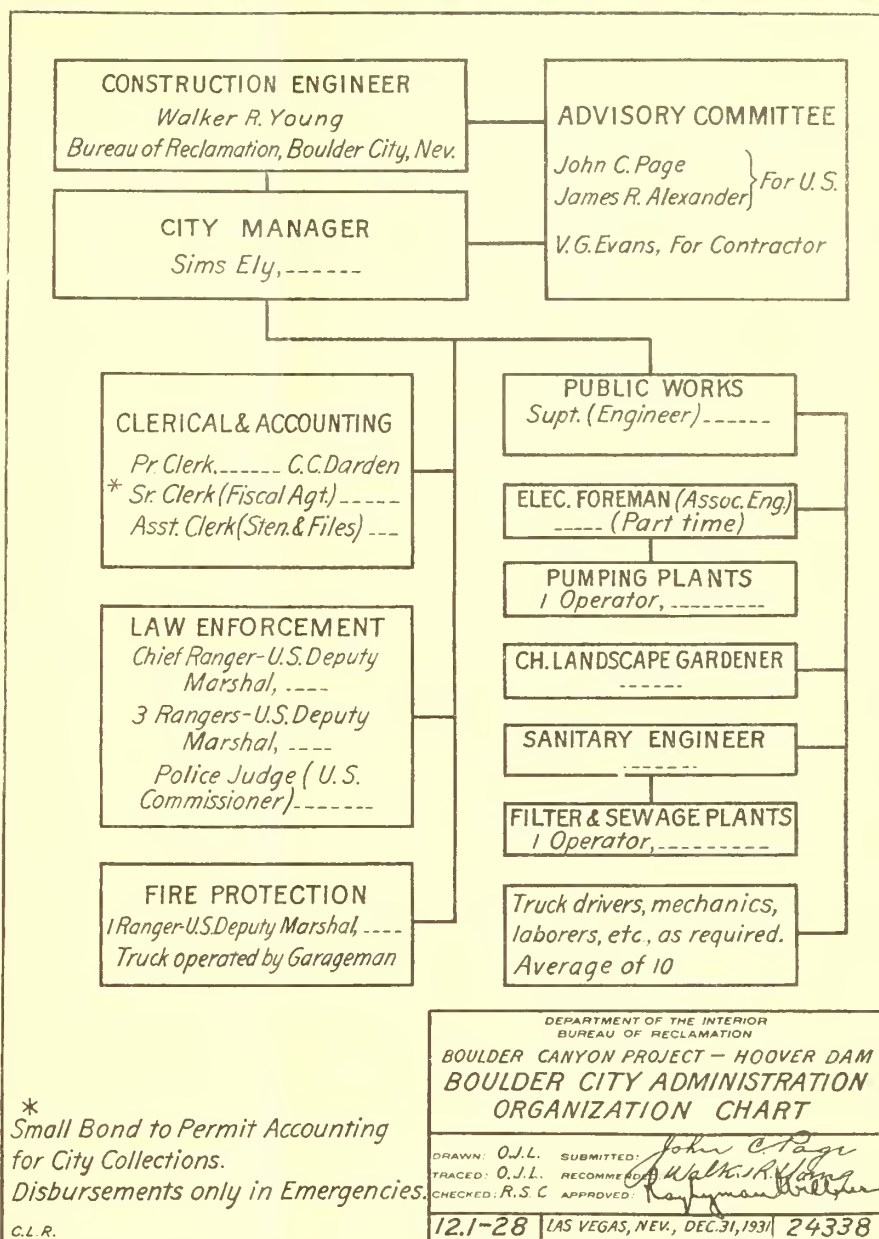 CONSTRUCTION ENGINEER
Walker R. Young
Bureau of Reclamation, Boulder City, Nev.
ADVISORY COMMITTEE
John C. Page
James R. Alexander } For U.S.
V.G. Evans, For Contractor
CITY MANAGER
Sims Ely, ------
CLERICAL & ACCOUNTING
Pr. Clerk, ------ C.C. Darden
* Sr. Clerk (Fiscal Agt.) -----
Asst. Clerk (Sten. & Files) ---
LAW ENFORCEMENT
Chief Ranger-U.S. Deputy
Marshal, ----
3 Rangers-U.S. Deputy
Marshal, ----
Police Judge ( U.S.
Commissioner) -------
FIRE PROTECTION
1 Ranger-U.S. Deputy Marshal, ----
Truck operated by Garageman
PUBLIC WORKS
Supt. (Engineer) ------
ELEC. FOREMAN (Assoc. Eng.)
----- (Part time)
PUMPING PLANTS
1 Operator, ---------
CH. LANDSCAPE GARDENER
------
SANITARY ENGINEER
------
FILTER & SEWAGE PLANTS
1 Operator, ---------
Truck drivers, mechanics,
laborers, etc., as required.
Average of 10
*
Small Bond to Permit Accounting
for City Collections.
Disbursements only in Emergencies.
C.L.R.
DEPARTMENT OF THE INTERIOR
BUREAU OF RECLAMATION
BOULDER CANYON PROJECT — HOOVER DAM
BOULDER CITY ADMINISTRATION
ORGANIZATION CHART
DRAWN: O.J.L. SUBMITTED: John C. Page
TRACED: O.J.L. RECOMMENDED: Walker R. Young
CHECKED: R.S.C APPROVED: Ray Lyman Wilbur
12.1-28 LAS VEGAS, NEV., DEC. 31, 1931 24338